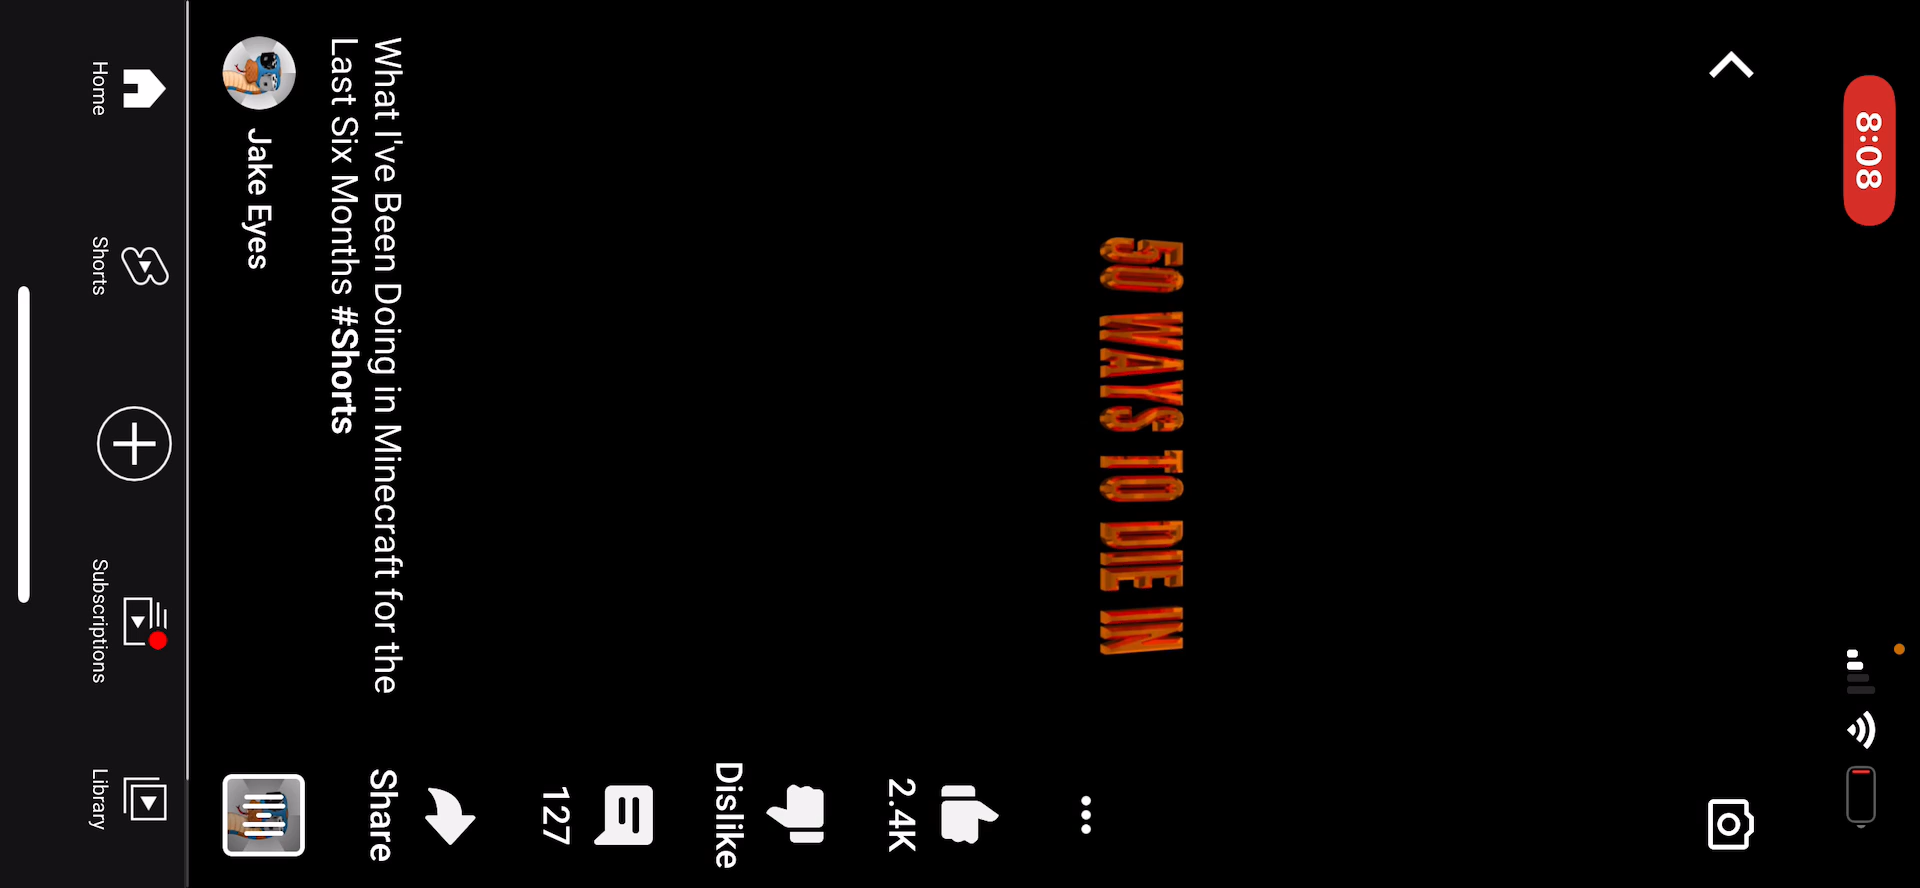 8:08
50 WAYS TO DIE IN
2.4K
Dislike
127
Share
Jake Eyes
What I've Been Doing in Minecraft for the
Last Six Months #Shorts
Home
Shorts
Subscriptions
Library